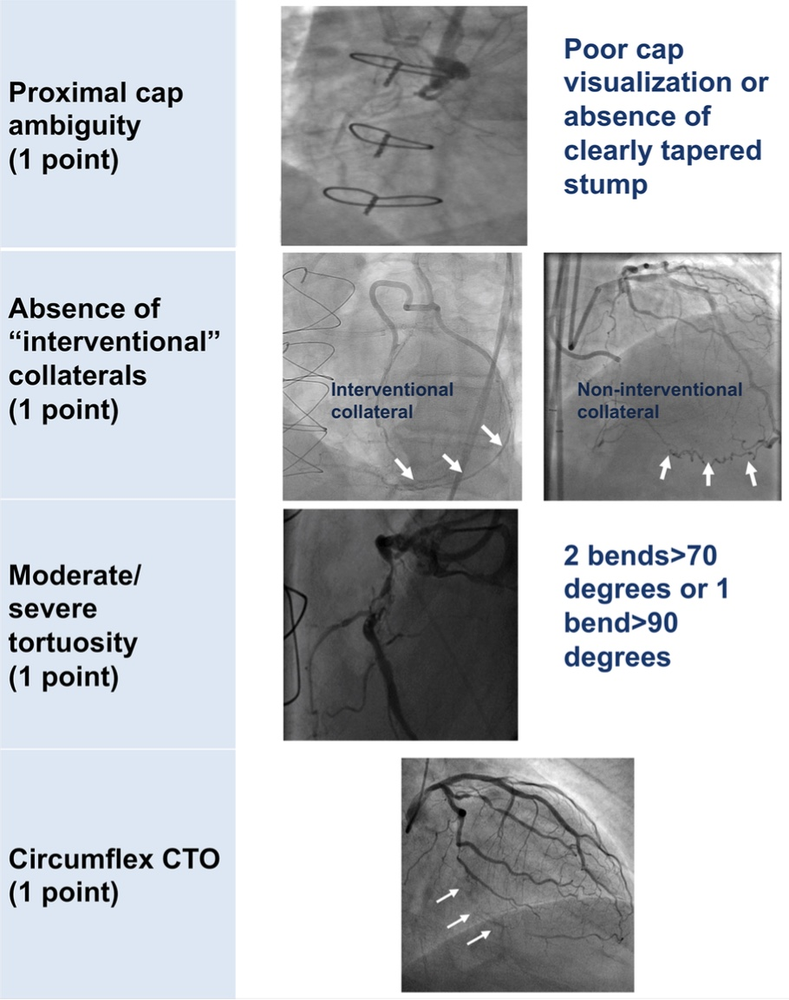 Proximal cap
ambiguity
(1 point)
Poor cap
visualization or
absence of
clearly tapered
stump
Absence of
“interventional”
collaterals
(1 point)
Interventional
collateral
Non-interventional
collateral
Moderate/
severe
tortuosity
(1 point)
2 bends>70
degrees or 1
bend>90
degrees
Circumflex CTO
(1 point)